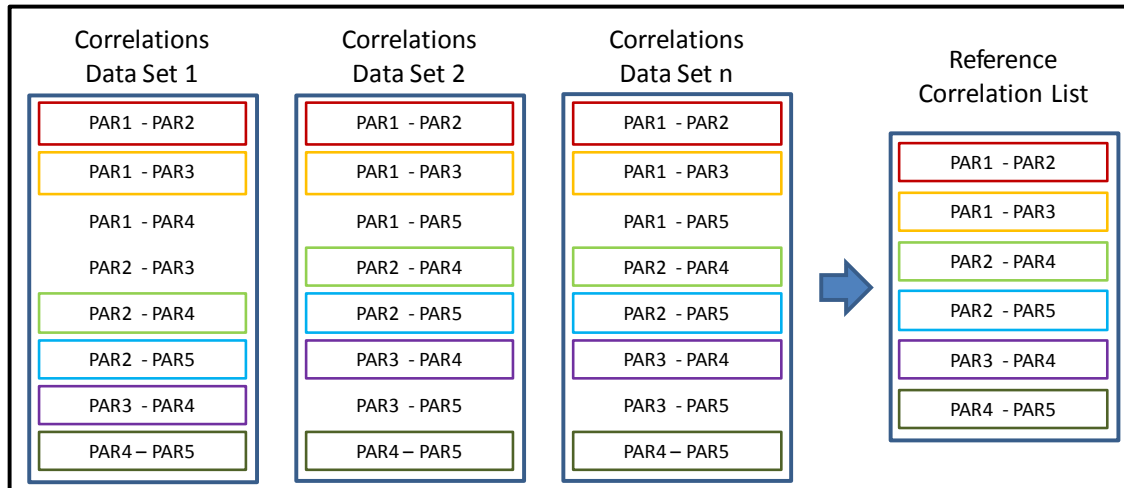 Correlations
Data Set 1
PAR1 - PAR2
PAR1 - PAR3
PAR1 - PAR4
PAR2 - PAR3
PAR2 - PAR4
PAR2 - PAR5
PAR3 - PAR4
PAR4 – PAR5
Correlations
Data Set 2
PAR1 - PAR2
PAR1 - PAR3
PAR1 - PAR5
PAR2 - PAR4
PAR2 - PAR5
PAR3 - PAR4
PAR3 - PAR5
PAR4 – PAR5
Correlations
Data Set n
PAR1 - PAR2
PAR1 - PAR3
PAR1 - PAR5
PAR2 - PAR4
PAR2 - PAR5
PAR3 - PAR4
PAR3 - PAR5
PAR4 – PAR5
Reference
Correlation List
PAR1 - PAR2
PAR1 - PAR3
PAR2 - PAR4
PAR2 - PAR5
PAR3 - PAR4
PAR4 - PAR5